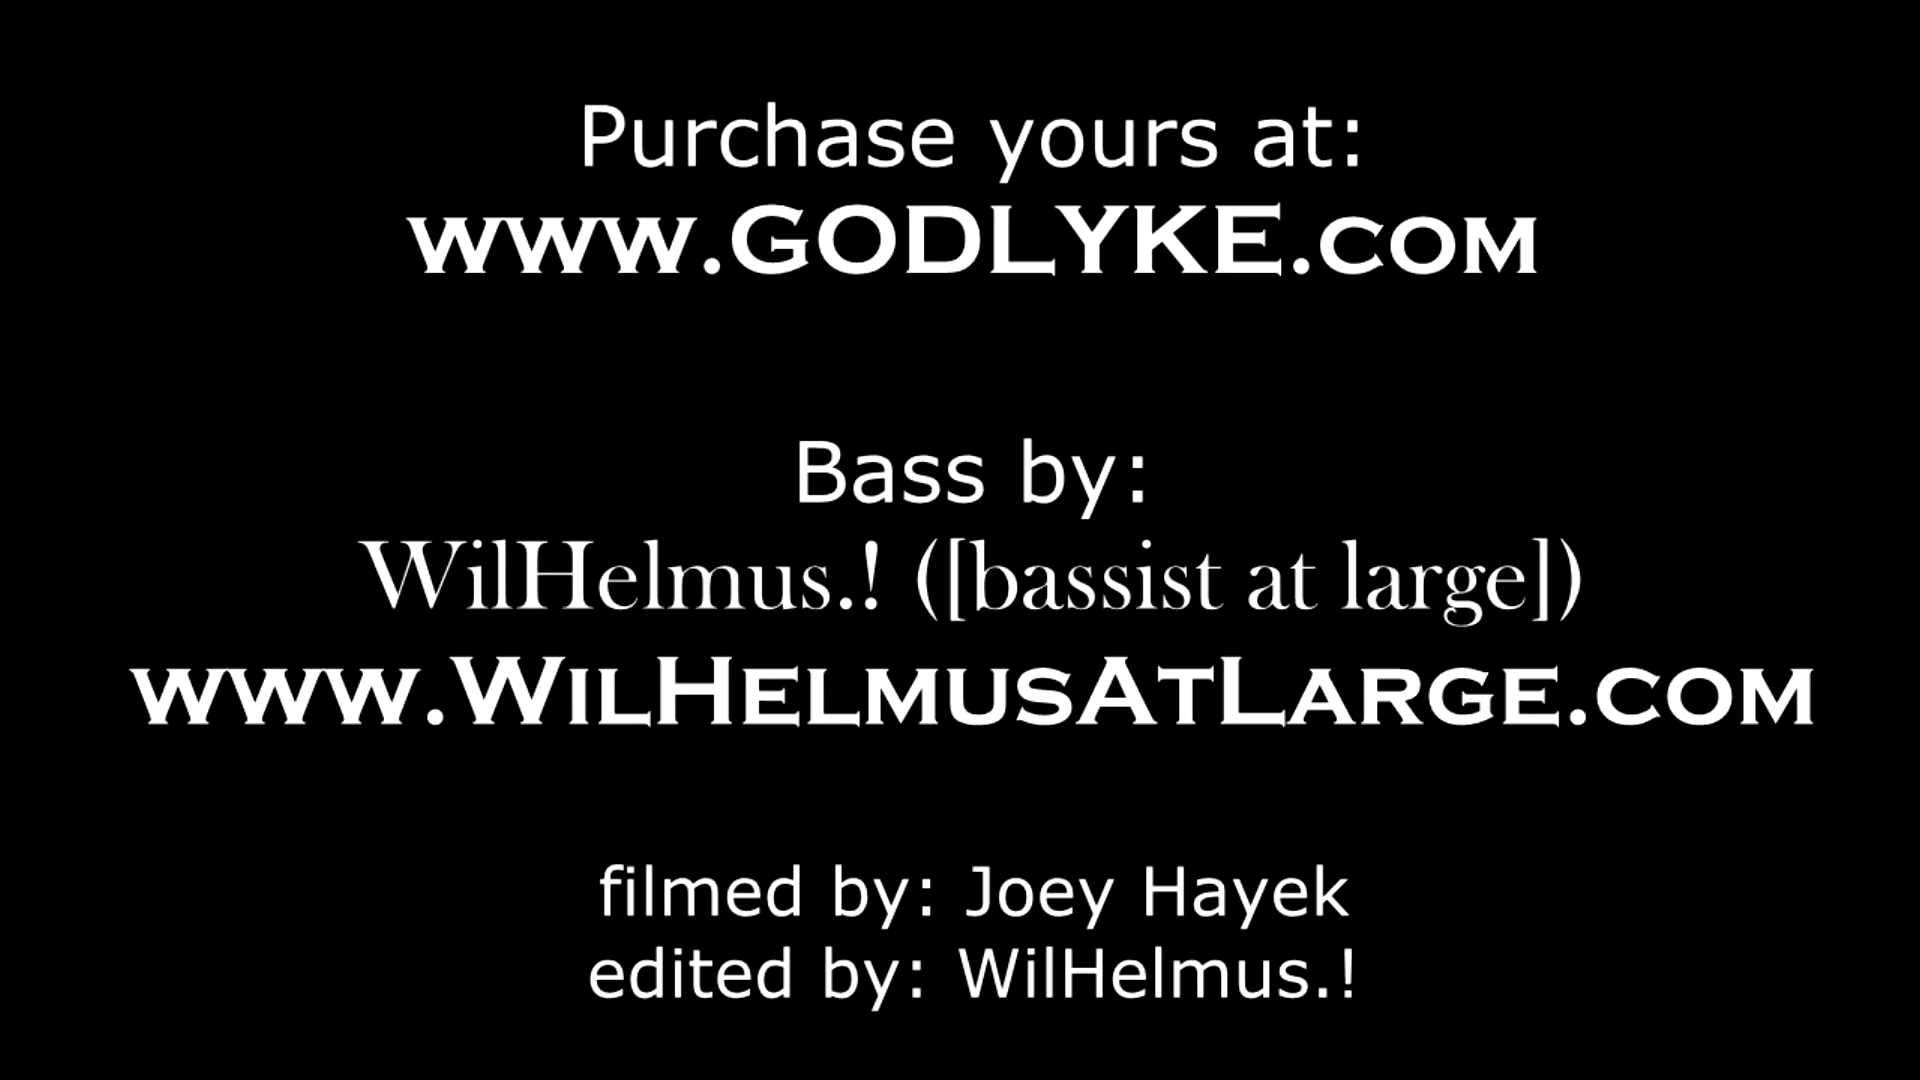 Purchase yours at:
www.GODLYKE.com
Bass by:
WilHelmus.! ([bassist at large])
www.WilHelmusAtLarge.com
filmed by: Joey Hayek
edited by: WilHelmus.!